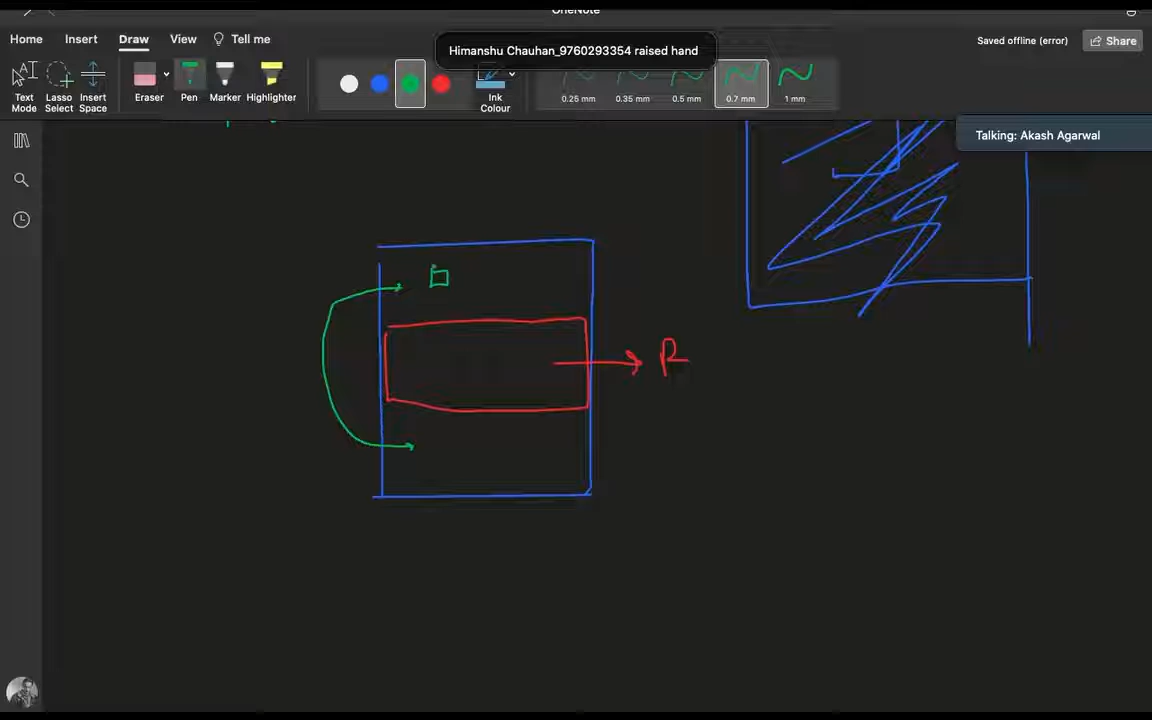 OneNote
Home Insert Draw View Tell me
Himanshu Chauhan_9760293354 raised hand
Saved offline (error) Share
Text Mode
Lasso Select
Insert Space
Eraser
Pen
Marker
Highlighter
Ink Colour
0.25 mm 0.35 mm 0.5 mm 0.7 mm 1 mm
Talking: Akash Agarwal
R